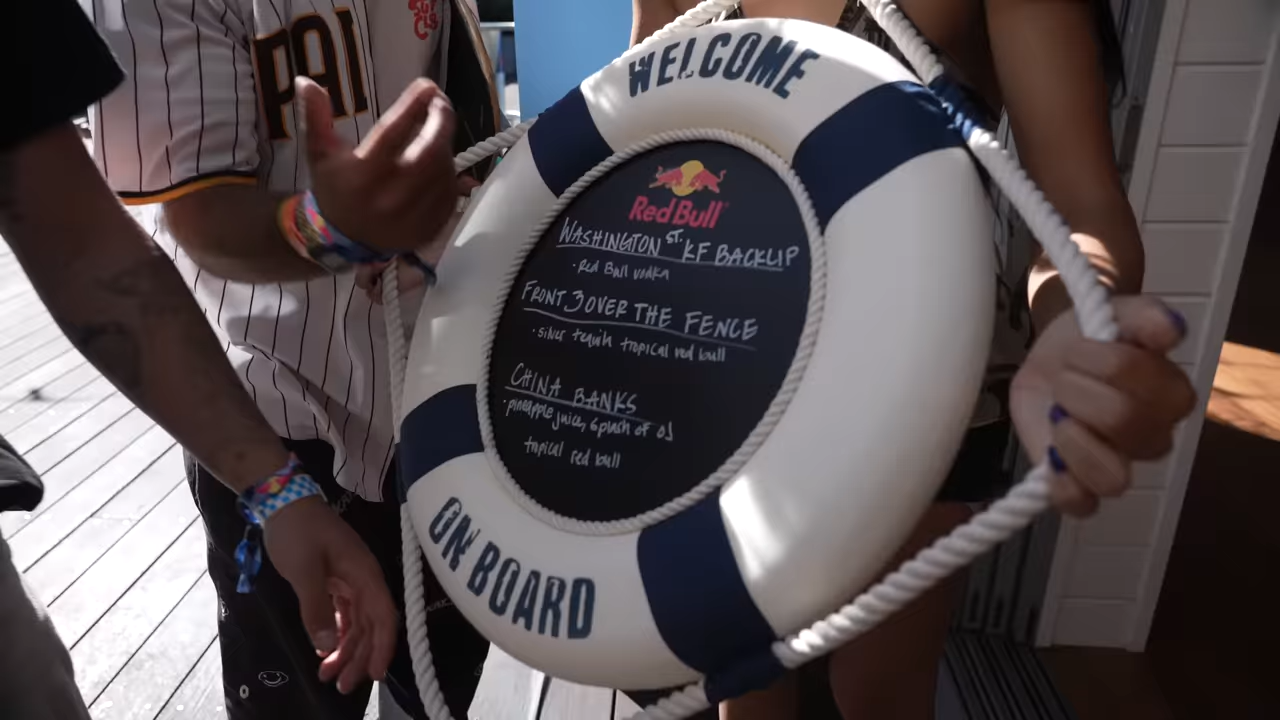 PAI
WELCOME
Red Bull
WASHINGTON ST. KF BACKLIP
· Red Bull vodka
FRONT 3 OVER THE FENCE
· silver tequila tropical red bull
CHINA BANKS
· pineapple juice, splash of OJ
tropical red bull
ON BOARD